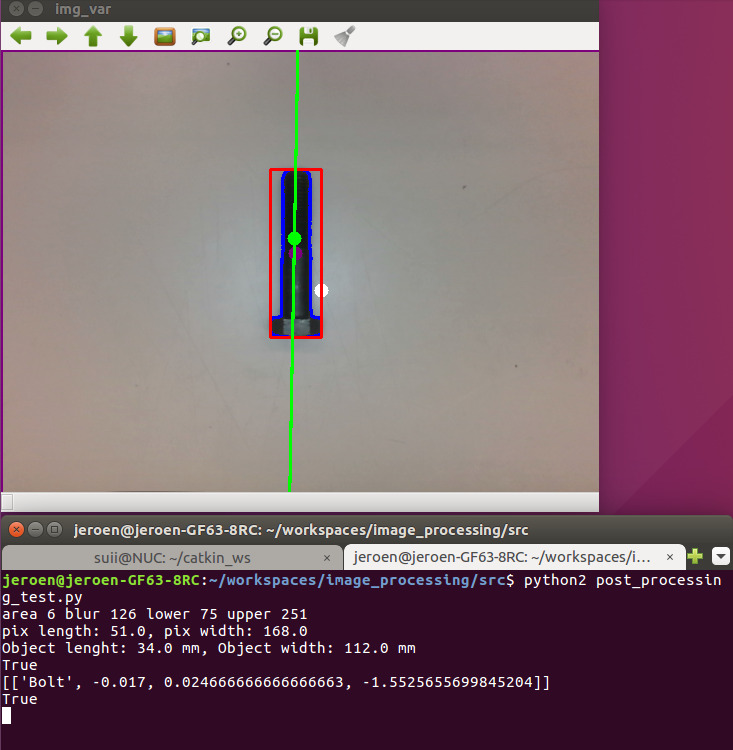 img_var
jeroen@jeroen-GF63-8RC: ~/workspaces/image_processing/src
suii@NUC: ~/catkin_ws
jeroen@jeroen-GF63-8RC: ~/workspaces/i…
jeroen@jeroen-GF63-8RC:~/workspaces/image_processing/src$ python2 post_processin
g_test.py
area 6 blur 126 lower 75 upper 251
pix length: 51.0, pix width: 168.0
Object lenght: 34.0 mm, Object width: 112.0 mm
True
[['Bolt', -0.017, 0.024666666666666663, -1.5525655699845204]]
True